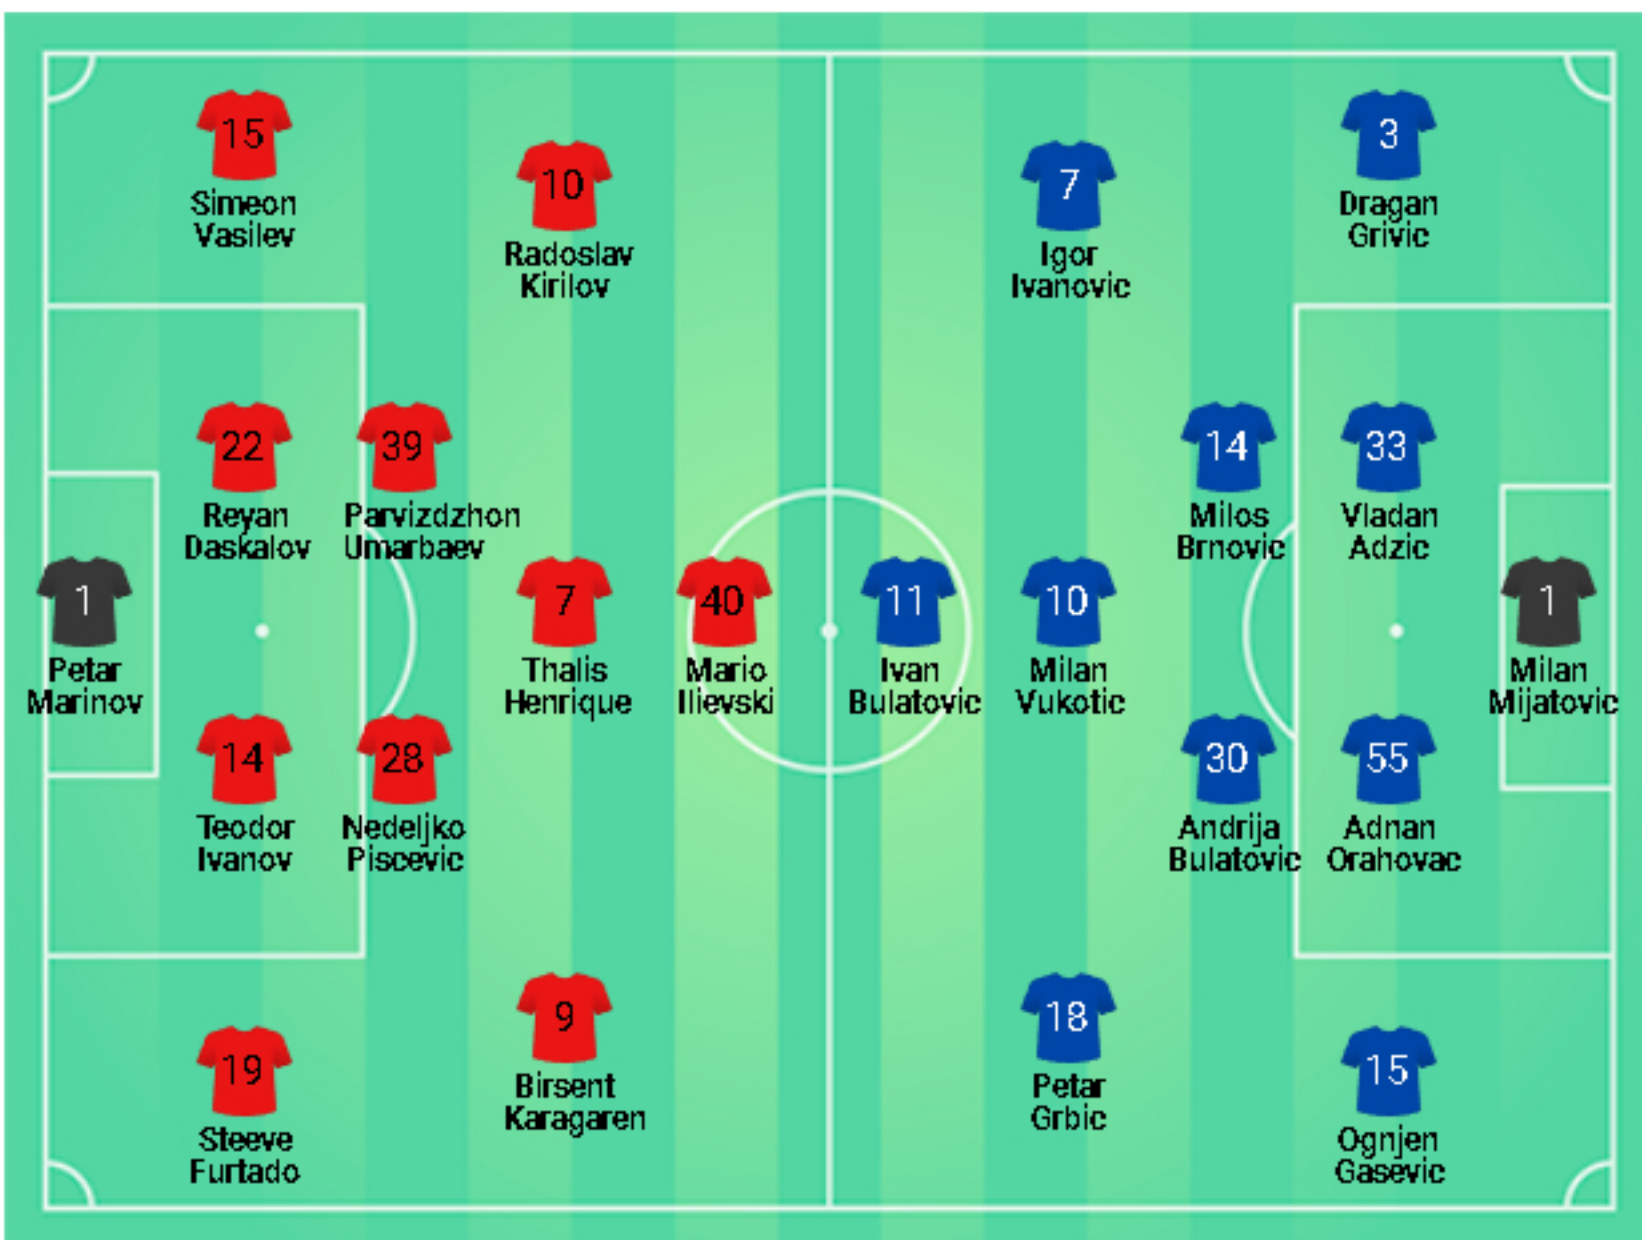 15
Simeon
Vasilev
10
Radoslav
Kirilov
7
Igor
Ivanovic
3
Dragan
Grivic
22
Reyan
Daskalov
39
Parvizdzhon
Umarbaev
14
Milos
Brnovic
33
Vladan
Adzic
1
Petar
Marinov
7
Thalis
Henrique
40
Mario
Ilievski
11
Ivan
Bulatovic
10
Milan
Vukotic
1
Milan
Mijatovic
14
Teodor
Ivanov
28
Nedeljko
Piscevic
30
Andrija
Bulatovic
55
Adnan
Orahovac
19
Steeve
Furtado
9
Birsent
Karagaren
18
Petar
Grbic
15
Ognjen
Gasevic